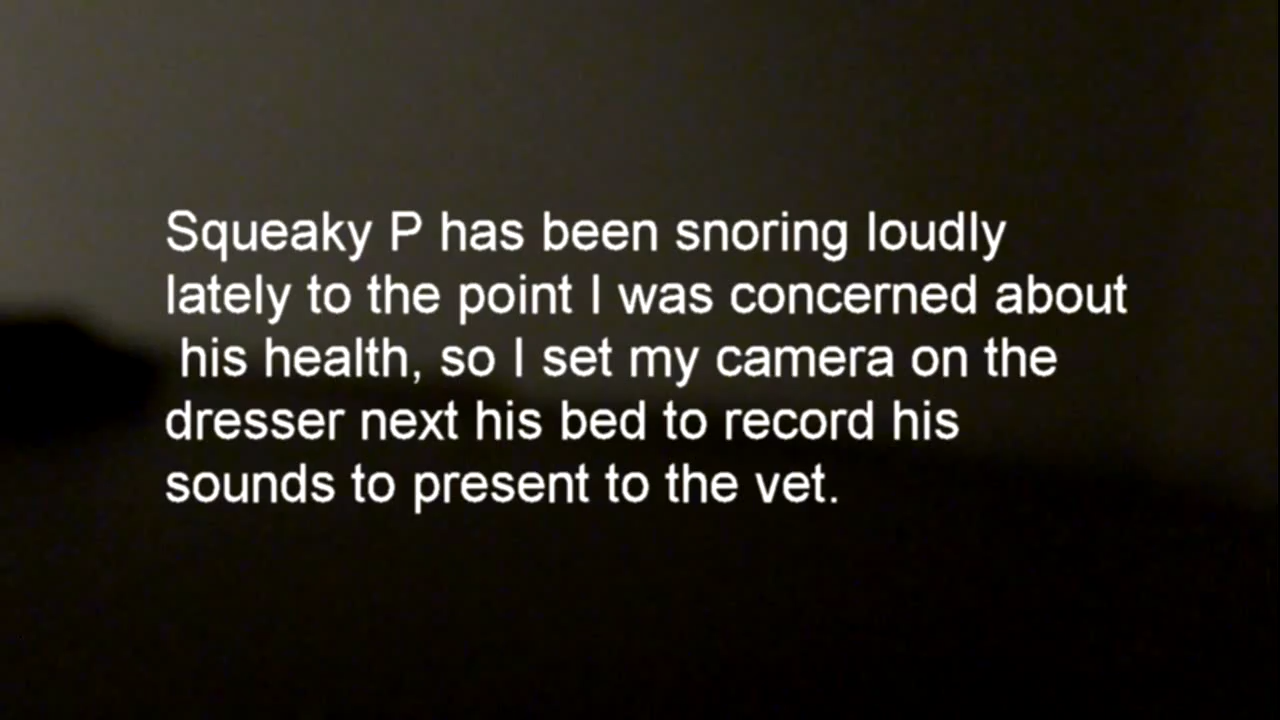 Squeaky P has been snoring loudly
lately to the point I was concerned about
his health, so I set my camera on the
dresser next his bed to record his
sounds to present to the vet.